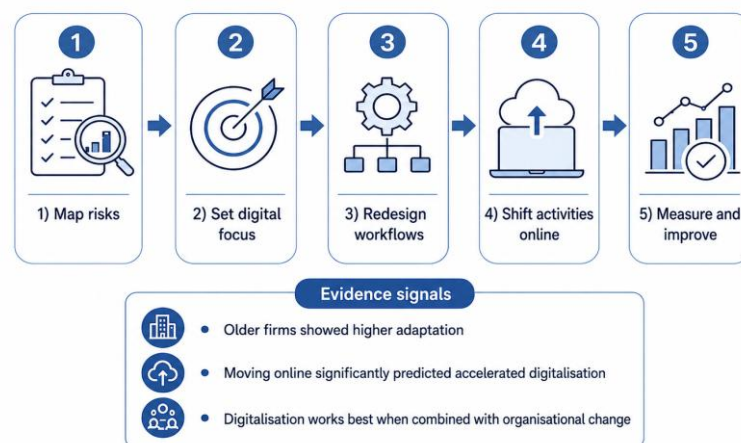 1
2
3
4
5
1) Map risks
2) Set digital
focus
3) Redesign
workflows
4) Shift activities
online
5) Measure and
improve
Evidence signals
• Older firms showed higher adaptation
• Moving online significantly predicted accelerated digitalisation
• Digitalisation works best when combined with organisational change